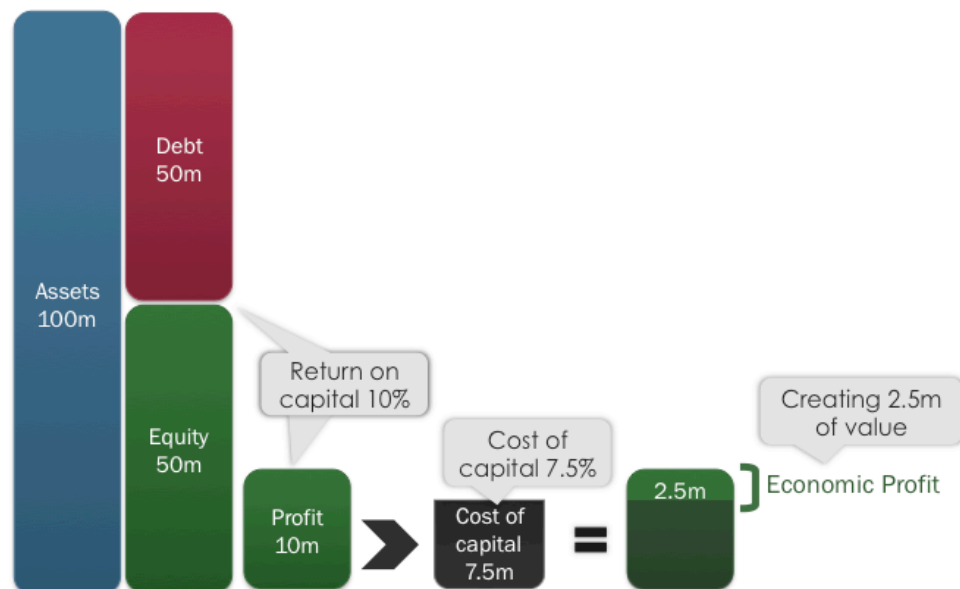 Assets
100m
Debt
50m
Equity
50m
Return on
capital 10%
Profit
10m
Cost of
capital 7.5%
Cost of
capital
7.5m
2.5m
Creating 2.5m
of value
Economic Profit